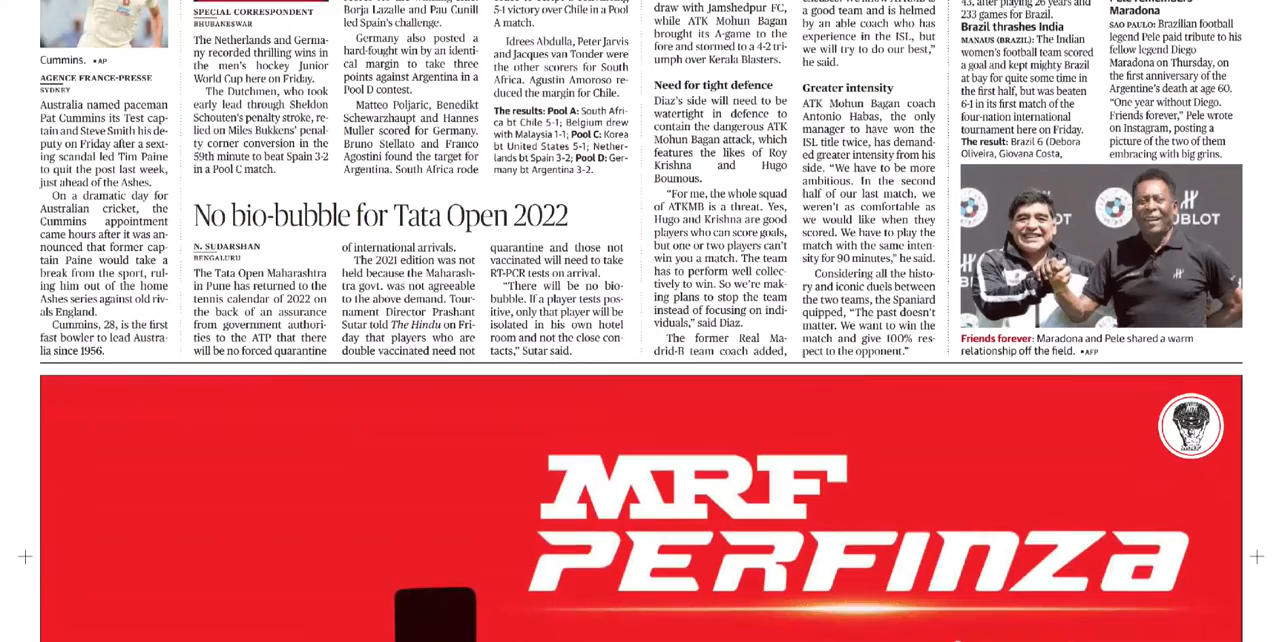 Cummins. ▪AP
AGENCE FRANCE-PRESSE
SYDNEY
Australia named paceman
Pat Cummins its Test cap-
tain and Steve Smith his de-
puty on Friday after a sext-
ing scandal led Tim Paine
to quit the post last week,
just ahead of the Ashes.
On a dramatic day for
Australian cricket, the
Cummins appointment
came hours after it was an-
nounced that former cap-
tain Paine would take a
break from the sport, rul-
ing him out of the home
Ashes series against old riv-
als England.
Cummins, 28, is the first
fast bowler to lead Austra-
lia since 1956.
SPECIAL CORRESPONDENT
BHUBANESWAR
The Netherlands and Germa-
ny recorded thrilling wins in
the men's hockey Junior
World Cup here on Friday.
The Dutchmen, who took
early lead through Sheldon
Schouten's penalty stroke, re-
lied on Miles Bukkens' penal-
ty corner conversion in the
59th minute to beat Spain 3-2
in a Pool C match.
Borja Lazalle and Pau Cunill
led Spain's challenge.
Germany also posted a
hard-fought win by an identi-
cal margin to take three
points against Argentina in a
Pool D contest.
Matteo Poljaric, Benedikt
Schewarzhaupt and Hannes
Muller scored for Germany.
Bruno Stellato and Franco
Agostini found the target for
Argentina. South Africa rode
5-1 victory over Chile in a Pool
A match.
Idrees Abdulla, Peter Jarvis
and Jacques van Tonder were
the other scorers for South
Africa. Agustin Amoroso re-
duced the margin for Chile.
The results: Pool A: South Afri-
ca bt Chile 5-1; Belgium drew
with Malaysia 1-1; Pool C: Korea
bt United States 5-1; Nether-
lands bt Spain 3-2; Pool D: Ger-
many bt Argentina 3-2.
No bio-bubble for Tata Open 2022
N. SUDARSHAN
BENGALURU
The Tata Open Maharashtra
in Pune has returned to the
tennis calendar of 2022 on
the back of an assurance
from government authori-
ties to the ATP that there
will be no forced quarantine
of international arrivals.
The 2021 edition was not
held because the Maharash-
tra govt. was not agreeable
to the above demand. Tour-
nament Director Prashant
Sutar told The Hindu on Fri-
day that players who are
double vaccinated need not
quarantine and those not
vaccinated will need to take
RT-PCR tests on arrival.
"There will be no bio-
bubble. If a player tests pos-
itive, only that player will be
isolated in his own hotel
room and not the close con-
tacts," Sutar said.
draw with Jamshedpur FC,
while ATK Mohun Bagan
brought its A-game to the
fore and stormed to a 4-2 tri-
umph over Kerala Blasters.
Need for tight defence
Diaz's side will need to be
watertight in defence to
contain the dangerous ATK
Mohun Bagan attack, which
features the likes of Roy
Krishna and Hugo
Boumous.
"For me, the whole squad
of ATKMB is a threat. Yes,
Hugo and Krishna are good
players who can score goals,
but one or two players can't
win you a match. The team
has to perform well collec-
tively to win. So we're mak-
ing plans to stop the team
instead of focusing on indi-
viduals," said Diaz.
The former Real Ma-
drid-B team coach added,
a good team and is helmed
by an able coach who has
experience in the ISL, but
we will try to do our best,"
he said.
Greater intensity
ATK Mohun Bagan coach
Antonio Habas, the only
manager to have won the
ISL title twice, has demand-
ed greater intensity from his
side. "We have to be more
ambitious. In the second
half of our last match, we
weren't as comfortable as
we would like when they
scored. We have to play the
match with the same inten-
sity for 90 minutes," he said.
Considering all the histo-
ry and iconic duels between
the two teams, the Spaniard
quipped, "The past doesn't
matter. We want to win the
match and give 100% res-
pect to the opponent."
43, after playing 26 years and
233 games for Brazil.
Brazil thrashes India
MANAUS (BRAZIL): The Indian
women's football team scored
a goal and kept mighty Brazil
at bay for quite some time in
the first half, but was beaten
6-1 in its first match of the
four-nation international
tournament here on Friday.
The result: Brazil 6 (Debora
Oliveira, Giovana Costa,
Maradona
SAO PAULO: Brazilian football
legend Pele paid tribute to his
fellow legend Diego
Maradona on Thursday, on
the first anniversary of the
Argentine's death at age 60.
"One year without Diego.
Friends forever," Pele wrote
on Instagram, posting a
picture of the two of them
embracing with big grins.
Friends forever: Maradona and Pele shared a warm
relationship off the field. ▪AFP
MRF
PERFINZA